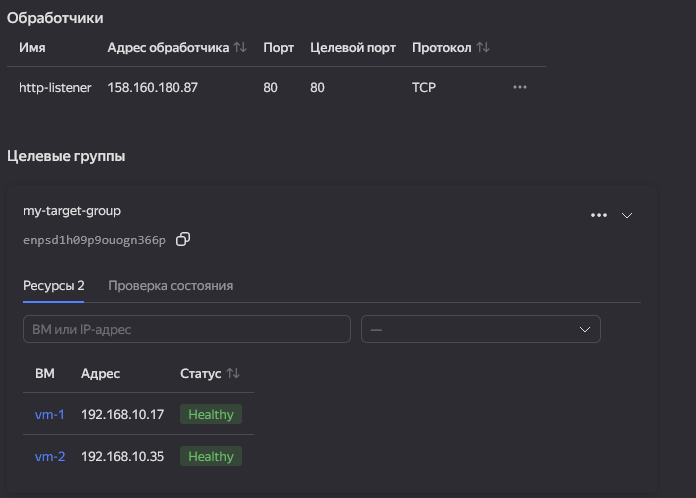 Обработчики
Имя Адрес обработчика Порт Целевой порт Протокол
http-listener 158.160.180.87 80 80 TCP
Целевые группы
my-target-group
enpsd1h09p9ouogn366p
Ресурсы 2 Проверка состояния
ВМ или IP-адрес —
ВМ Адрес Статус
vm-1 192.168.10.17 Healthy
vm-2 192.168.10.35 Healthy